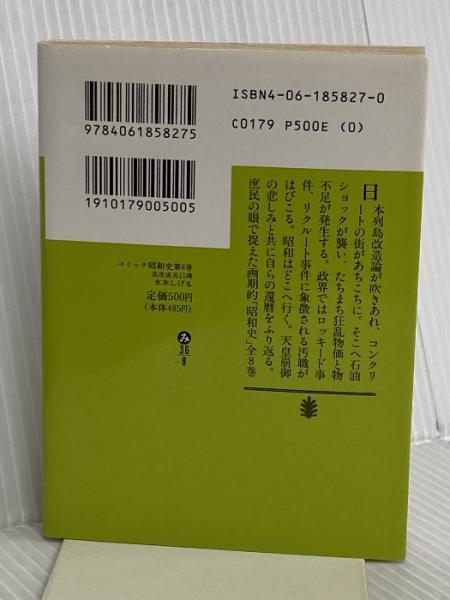 ISBN4-06-185827-0
C0179 P500E (0)
9784061858275
1910179005005
日本列島改造論が吹きあれ、コンクリ
ートの街があちこちに。そこへ石油
ショックが襲い、たちまち狂乱物価と物
不足が発生する。政界ではロッキード事
件、リクルート事件に象徴される汚職が
はびこる。昭和はどこへ行く。天皇崩御
の悲しみと共に自らの還暦をふり返る。
庶民の眼で捉えた画期的「昭和史」全8巻
コミック昭和史第8巻
高度成長以降
水木しげる
定価500円
(本体485円)
み
36
8